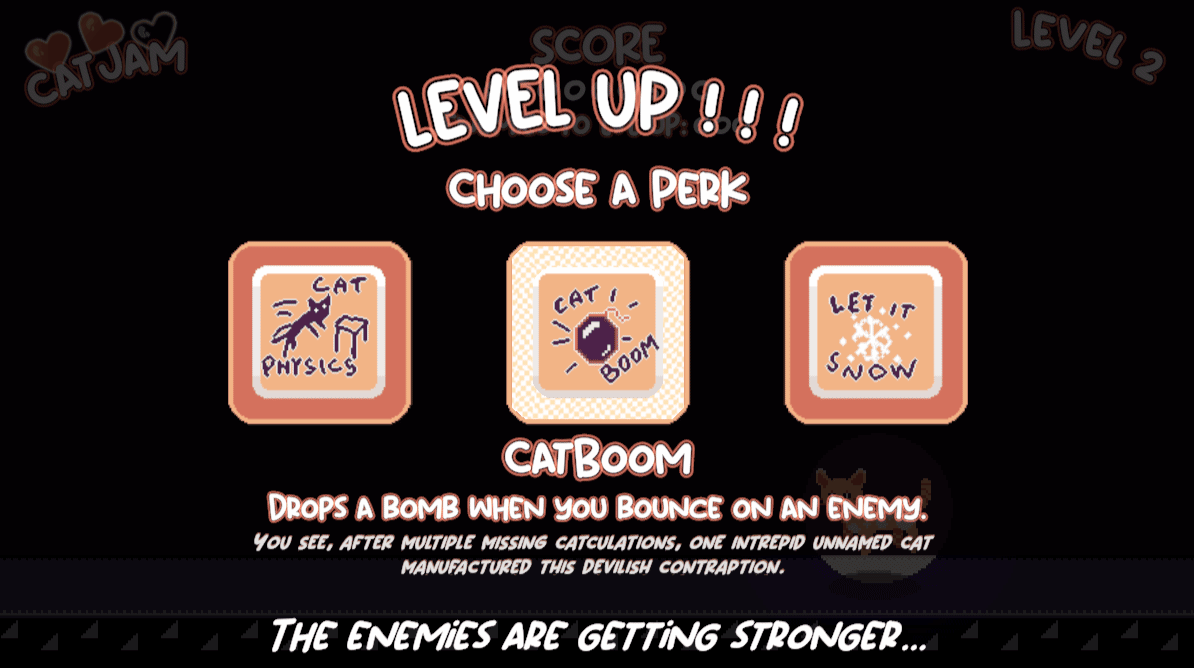 CATJAM
SCORE
LEVEL 2
LEVEL UP!!!
CHOOSE A PERK
CAT
PHYSICS
CAT
BOOM
LET IT
SNOW
CATBOOM
DROPS A BOMB WHEN YOU BOUNCE ON AN ENEMY.
YOU SEE, AFTER MULTIPLE MISSING CATCULATIONS, ONE INTREPID UNNAMED CAT
MANUFACTURED THIS DEVILISH CONTRAPTION.
THE ENEMIES ARE GETTING STRONGER...